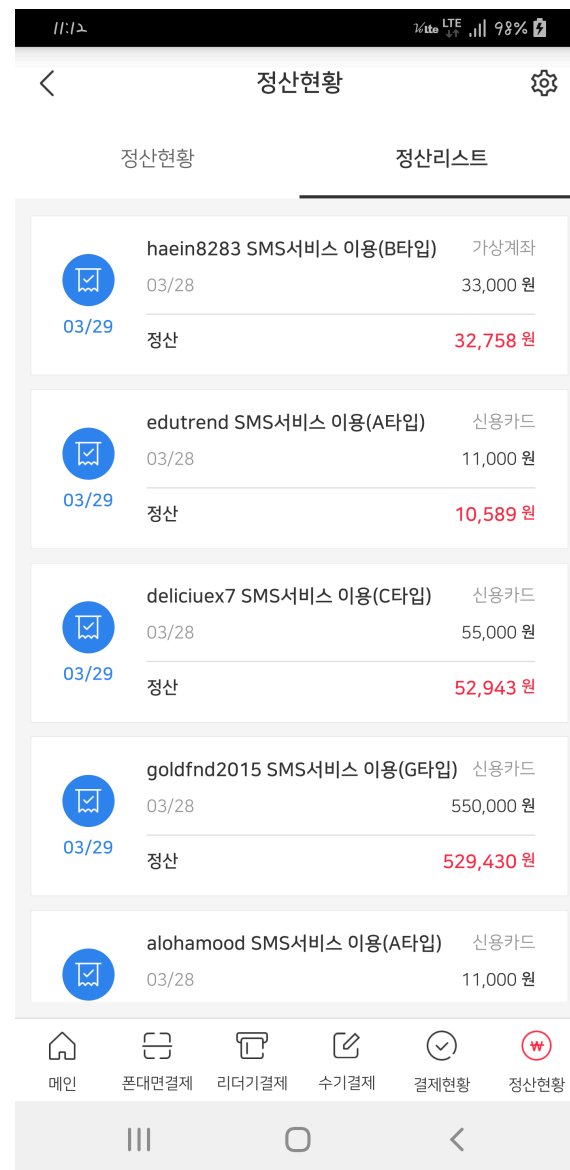 11:12 Vo)lte LTE 98%
정산현황
정산현황 정산리스트
haein8283 SMS서비스 이용(B타입) 가상계좌
03/28 33,000 원
03/29
정산 32,758 원
edutrend SMS서비스 이용(A타입) 신용카드
03/28 11,000 원
03/29
정산 10,589 원
deliciuex7 SMS서비스 이용(C타입) 신용카드
03/28 55,000 원
03/29
정산 52,943 원
goldfnd2015 SMS서비스 이용(G타입) 신용카드
03/28 550,000 원
03/29
정산 529,430 원
alohamood SMS서비스 이용(A타입) 신용카드
03/28 11,000 원
메인 폰대면결제 리더기결제 수기결제 결제현황 정산현황